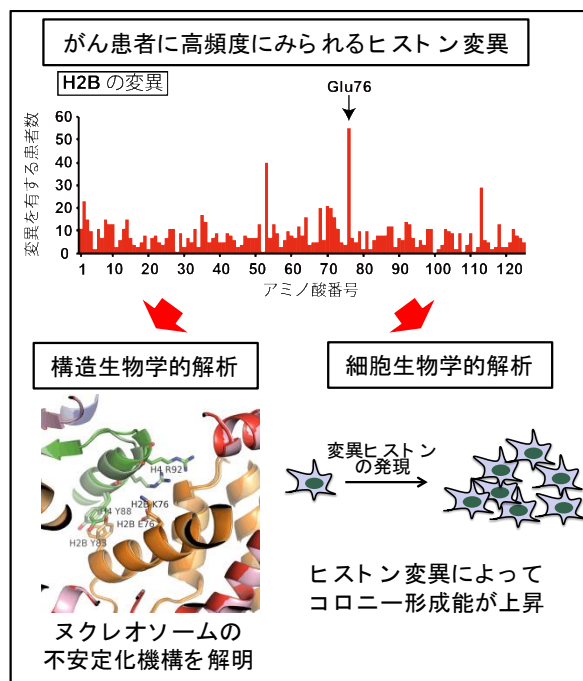 がん患者に高頻度にみられるヒストン変異
H2B の変異
Glu76
変異を有する患者数
60
50
40
30
20
10
0
1 10 20 30 40 50 60 70 80 90 100 110 120
アミノ酸番号
構造生物学的解析
細胞生物学的解析
H4 R92
H2B K76
H4 Y88
H2B E76
H2B Y83
変異ヒストン
の発現
ヌクレオソームの
不安定化機構を解明
ヒストン変異によって
コロニー形成能が上昇